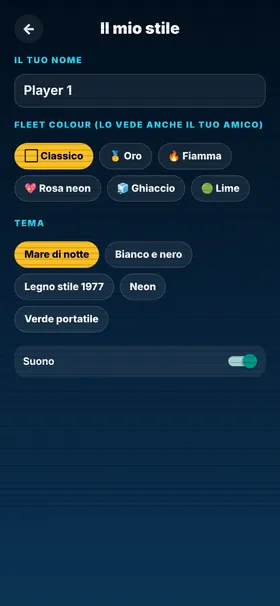 Il mio stile
IL TUO NOME
Player 1
FLEET COLOUR (LO VEDE ANCHE IL TUO AMICO)
Classico
🏅 Oro
🔥 Fiamma
💖 Rosa neon
🧊 Ghiaccio
🟢 Lime
TEMA
Mare di notte
Bianco e nero
Legno stile 1977
Neon
Verde portatile
Suono